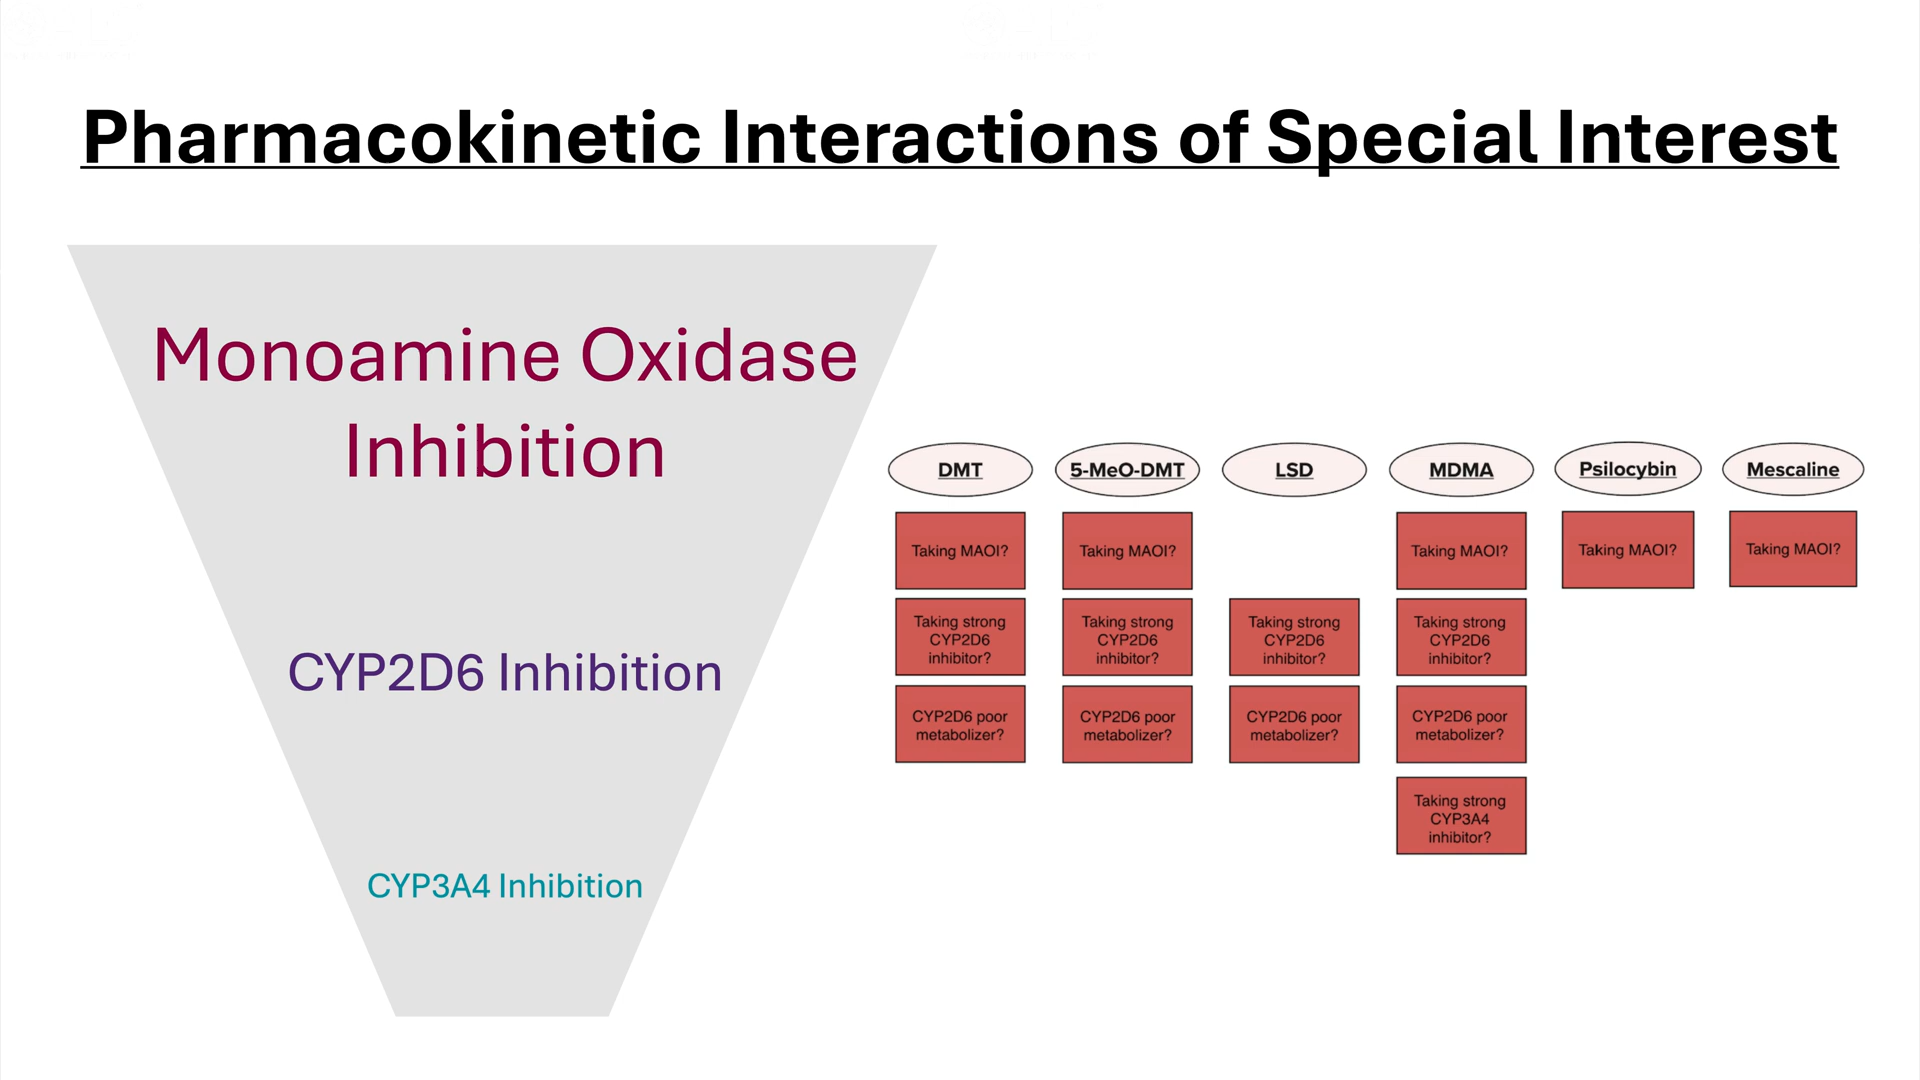 Pharmacokinetic Interactions of Special Interest
Monoamine Oxidase
Inhibition
CYP2D6 Inhibition
CYP3A4 Inhibition
DMT
Taking MAOI?
Taking strong
CYP2D6
inhibitor?
CYP2D6 poor
metabolizer?
5-MeO-DMT
Taking MAOI?
Taking strong
CYP2D6
inhibitor?
CYP2D6 poor
metabolizer?
LSD
Taking strong
CYP2D6
inhibitor?
CYP2D6 poor
metabolizer?
MDMA
Taking MAOI?
Taking strong
CYP2D6
inhibitor?
CYP2D6 poor
metabolizer?
Taking strong
CYP3A4
inhibitor?
Psilocybin
Taking MAOI?
Mescaline
Taking MAOI?